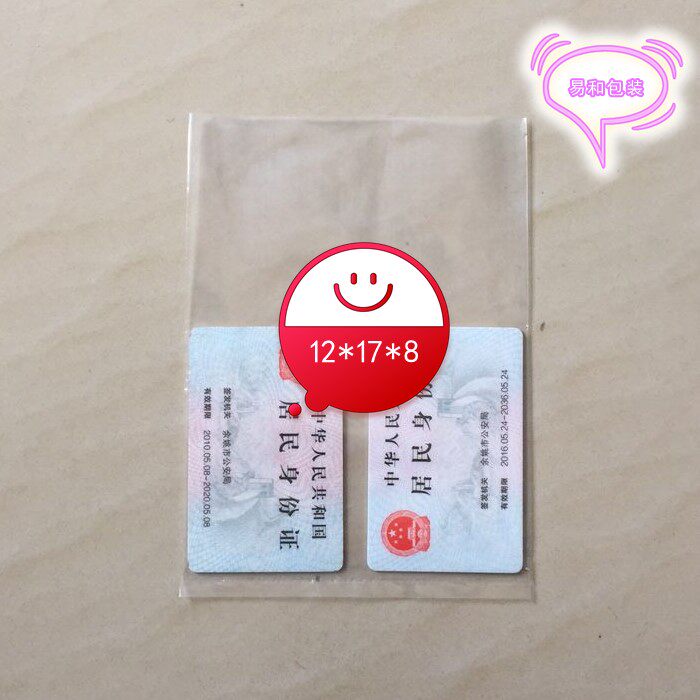 易和包装
12*17*8
中华人民共和国
居民身份证
签发机关 余姚市公安局
有效期限 2010.05.08-2020.05.08
中华人民
居民身份
签发机关 余姚市公安局
有效期限 2016.05.24-2036.05.24